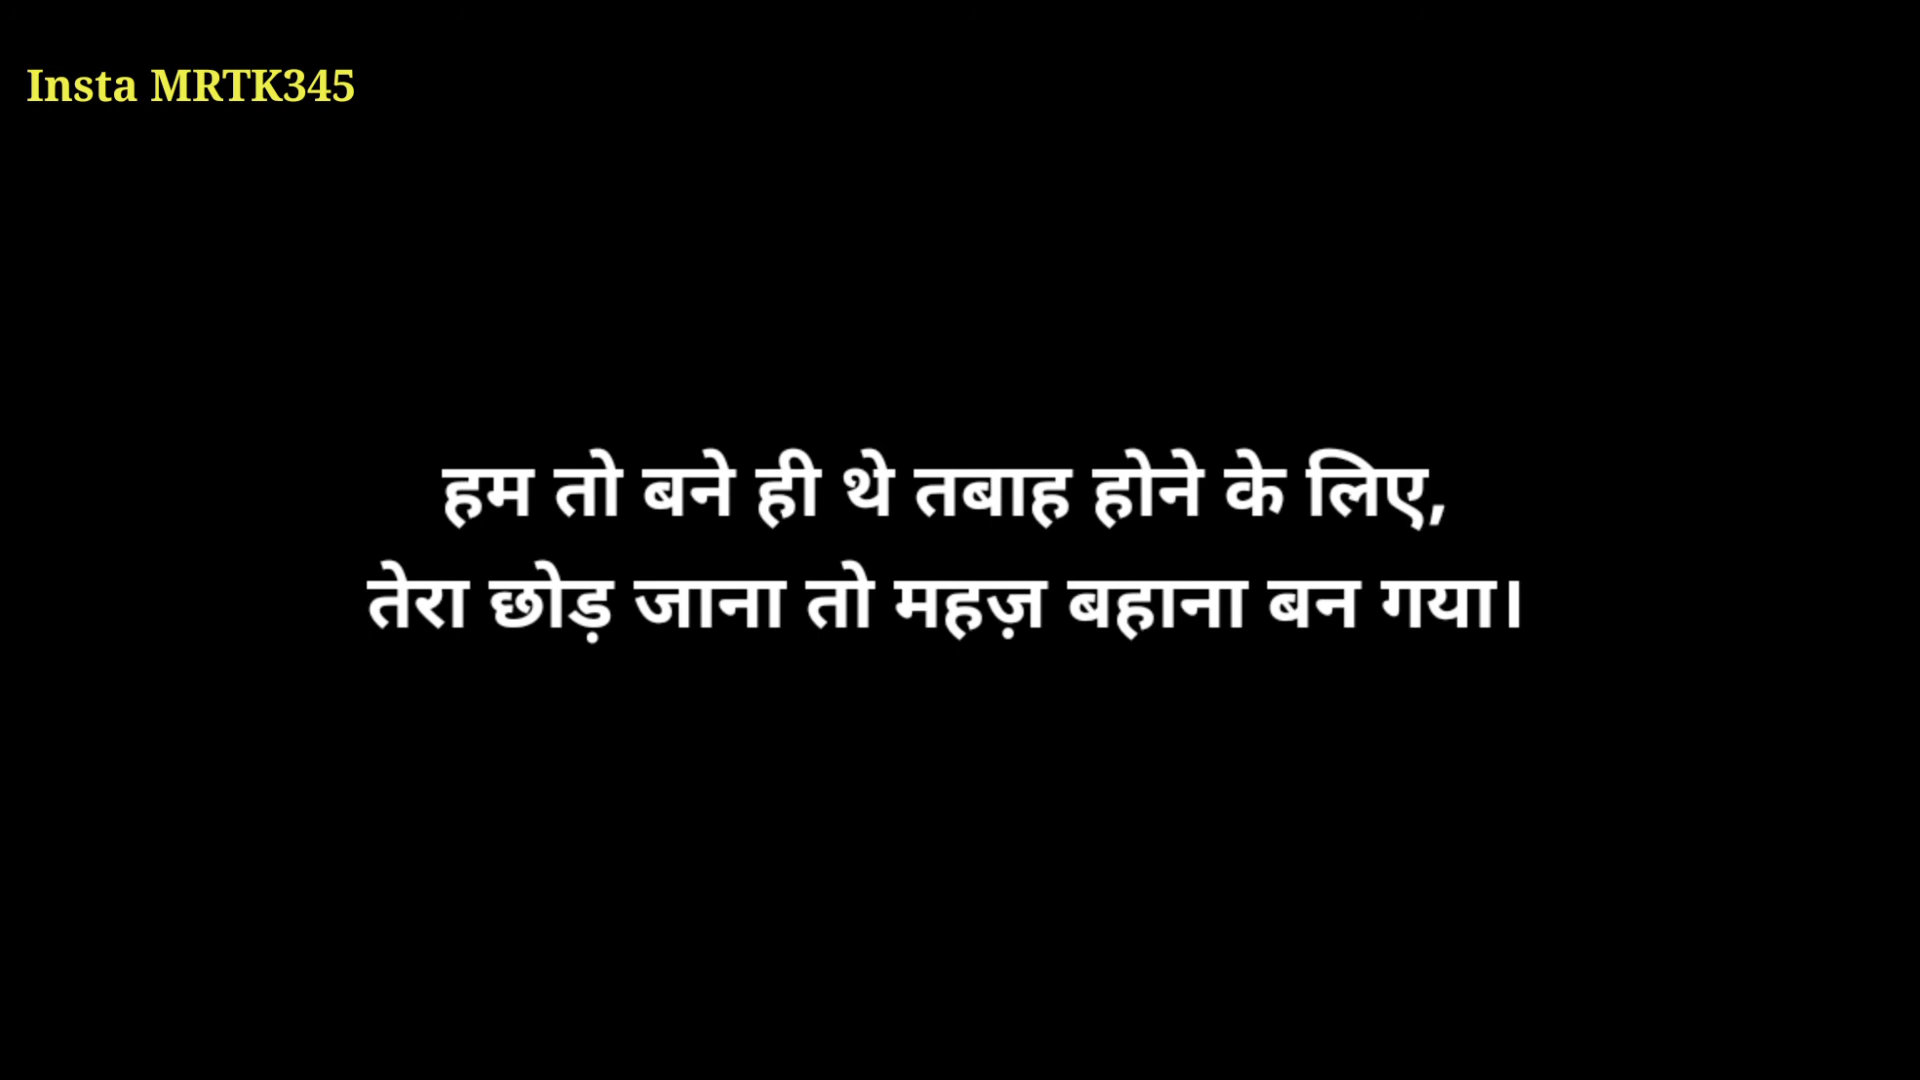 Insta MRTK345
हम तो बने ही थे तबाह होने के लिए,
तेरा छोड़ जाना तो महज़ बहाना बन गया।